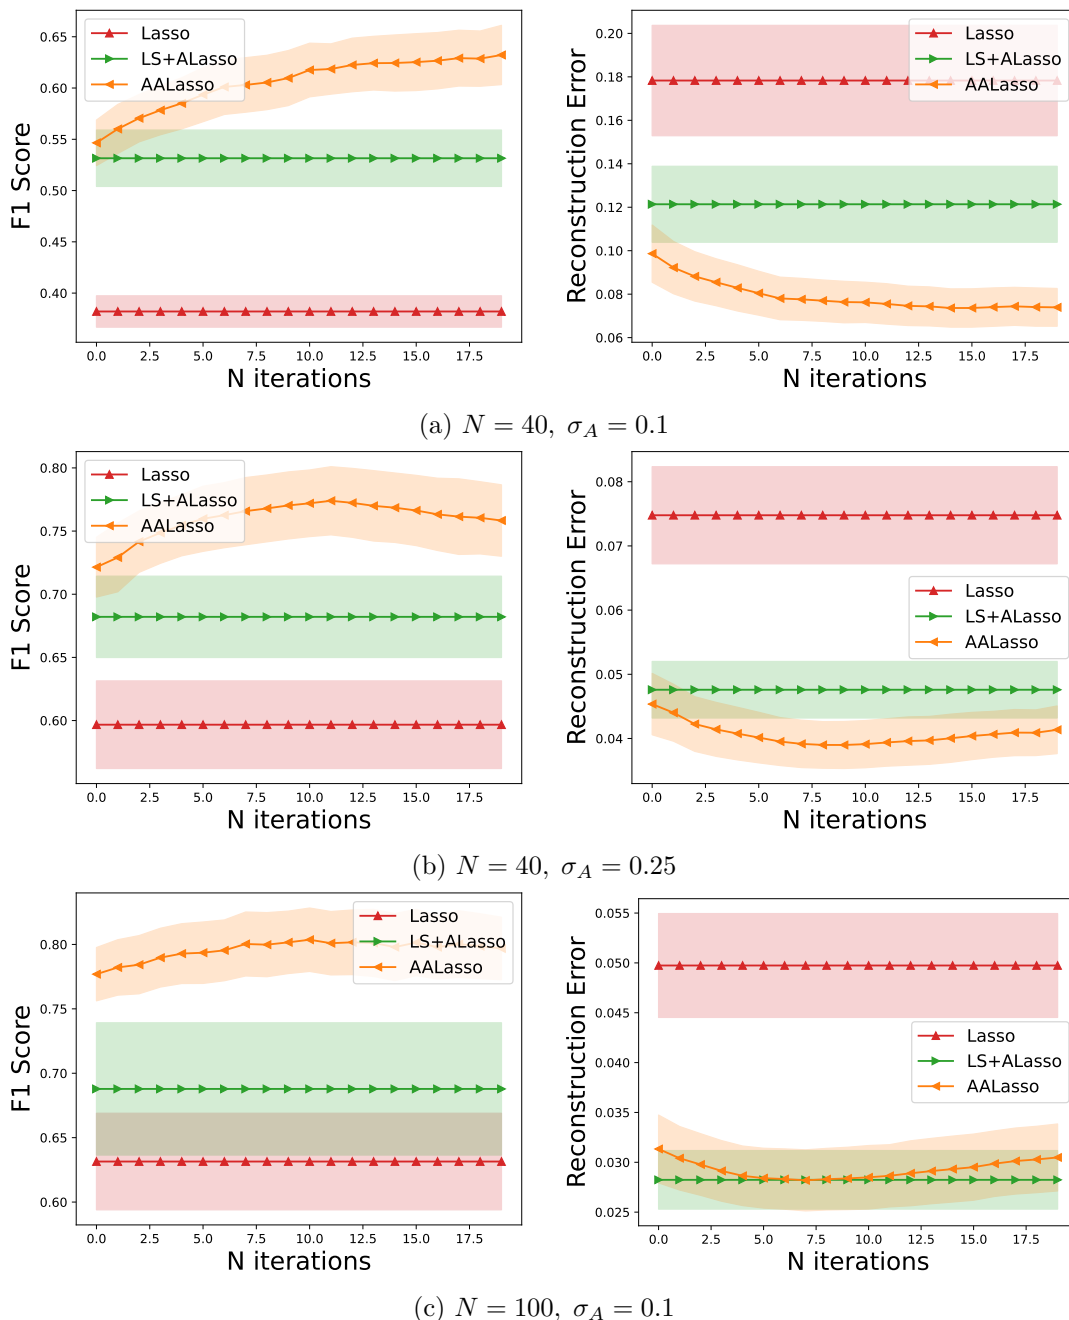 F1 Score
0.65
0.60
0.55
0.50
0.45
0.40
Lasso
LS+ALasso
AALasso
0.0 2.5 5.0 7.5 10.0 12.5 15.0 17.5
N iterations
Reconstruction Error
0.20
0.18
0.16
0.14
0.12
0.10
0.08
0.06
Lasso
LS+ALasso
AALasso
0.0 2.5 5.0 7.5 10.0 12.5 15.0 17.5
N iterations
(a) N = 40, σ_A = 0.1
F1 Score
0.80
0.75
0.70
0.65
0.60
Lasso
LS+ALasso
AALasso
0.0 2.5 5.0 7.5 10.0 12.5 15.0 17.5
N iterations
Reconstruction Error
0.08
0.07
0.06
0.05
0.04
Lasso
LS+ALasso
AALasso
0.0 2.5 5.0 7.5 10.0 12.5 15.0 17.5
N iterations
(b) N = 40, σ_A = 0.25
F1 Score
0.80
0.75
0.70
0.65
0.60
Lasso
LS+ALasso
AALasso
0.0 2.5 5.0 7.5 10.0 12.5 15.0 17.5
N iterations
Reconstruction Error
0.055
0.050
0.045
0.040
0.035
0.030
0.025
Lasso
LS+ALasso
AALasso
0.0 2.5 5.0 7.5 10.0 12.5 15.0 17.5
N iterations
(c) N = 100, σ_A = 0.1